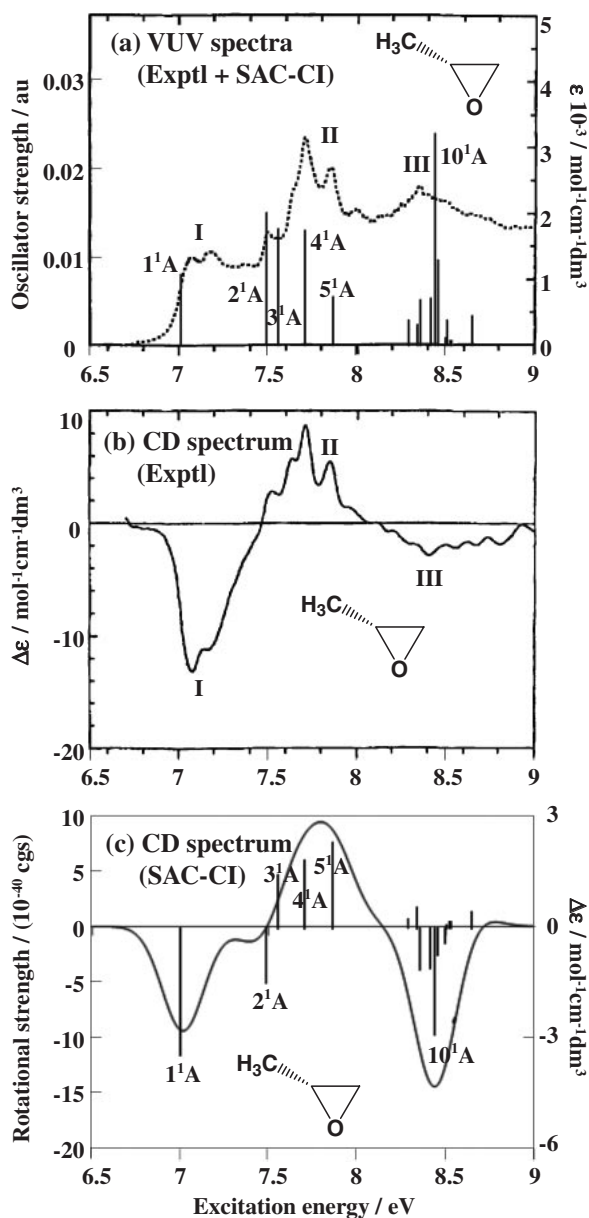 (a) VUV spectra
(Exptl + SAC-CI)
H₃C
O
Oscillator strength / au
0.03
0.02
0.01
0
5
4
3
2
1
0
ε 10⁻³ / mol⁻¹cm⁻¹dm³
I
II
III
1¹A
2¹A
3¹A
4¹A
5¹A
10¹A
6.5 7 7.5 8 8.5 9
(b) CD spectrum
(Exptl)
Δε / mol⁻¹cm⁻¹dm³
10
0
-10
-20
I
II
III
H₃C
O
6.5 7 7.5 8 8.5 9
(c) CD spectrum
(SAC-CI)
Rotational strength / (10⁻⁴⁰ cgs)
10
5
0
-5
-10
-15
-20
3
0
-3
-6
Δε / mol⁻¹cm⁻¹dm³
1¹A
2¹A
3¹A
4¹A
5¹A
10¹A
H₃C
O
6.5 7 7.5 8 8.5 9
Excitation energy / eV